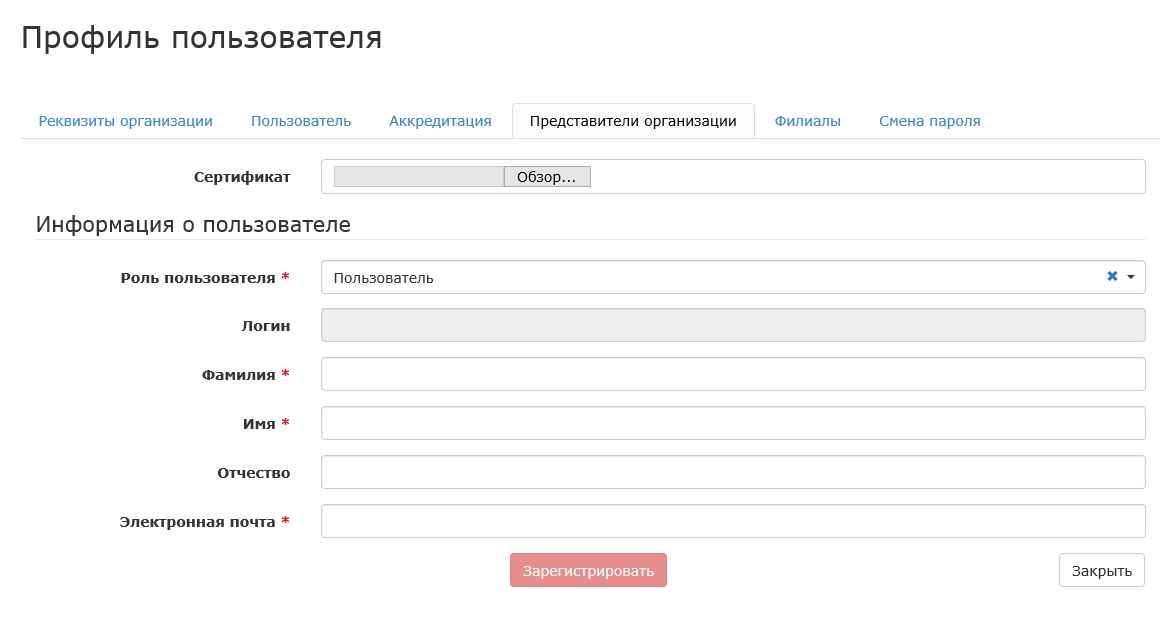 Профиль пользователя
Реквизиты организации Пользователь Аккредитация Представители организации Филиалы Смена пароля
Сертификат Обзор...
Информация о пользователе
Роль пользователя * Пользователь
Логин
Фамилия *
Имя *
Отчество
Электронная почта *
Зарегистрировать Закрыть